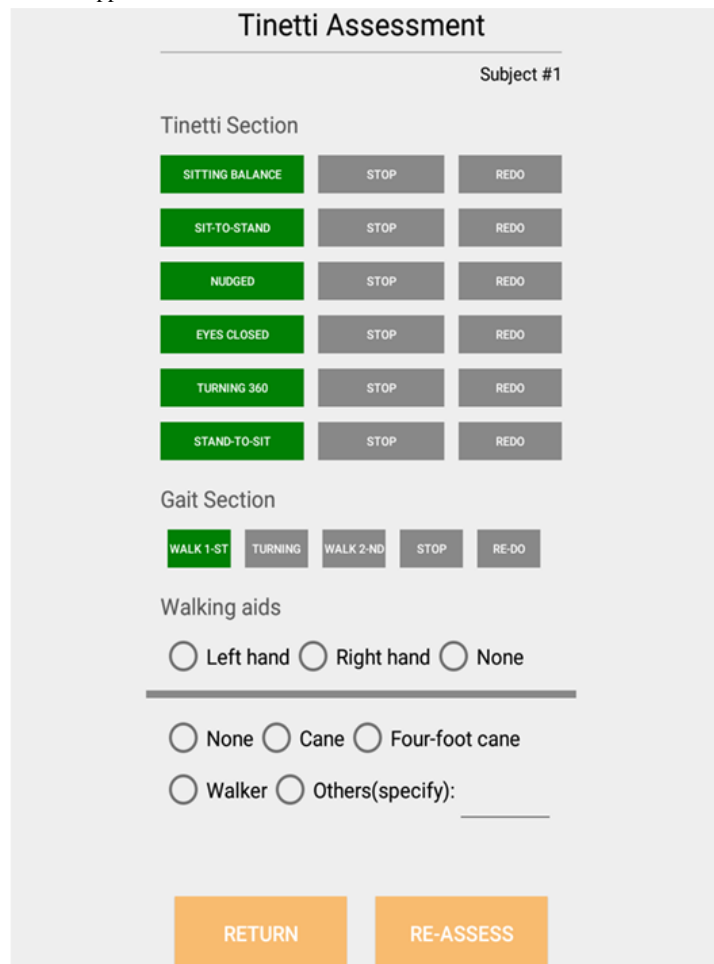 Tinetti Assessment
Subject #1
Tinetti Section
SITTING BALANCE STOP REDO
SIT-TO-STAND STOP REDO
NUDGED STOP REDO
EYES CLOSED STOP REDO
TURNING 360 STOP REDO
STAND-TO-SIT STOP REDO
Gait Section
WALK 1-ST TURNING WALK 2-ND STOP RE-DO
Walking aids
Left hand Right hand None
None Cane Four-foot cane
Walker Others(specify):
RETURN RE-ASSESS